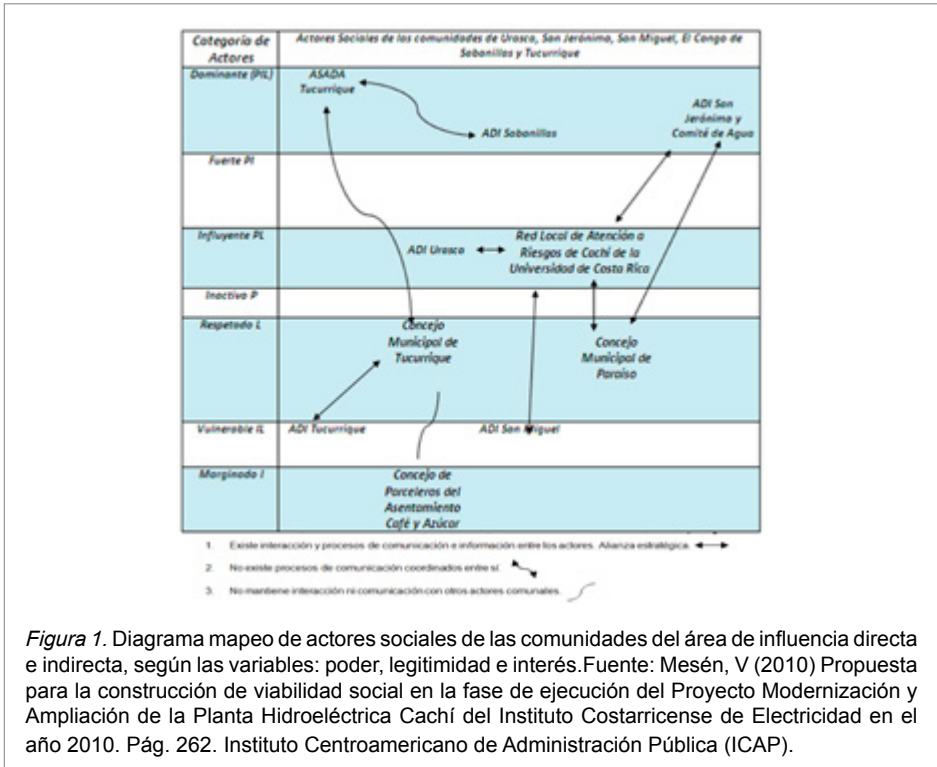 Categoría de
Actores
Actores Sociales de las comunidades de Urasca, San Jerónimo, San Miguel, El Congo de
Sabanillas y Tucurrique
Dominante (PIL)
ASADA
Tucurrique
ADI Sabanillas
ADI San
Jerónimo y
Comité de Agua
Fuerte PI
Influyente PL
ADI Urasca
Red Local de Atención a
Riesgos de Cachí de la
Universidad de Costa Rica
Inactivo P
Respetado L
Concejo
Municipal de
Tucurrique
Concejo
Municipal de
Paraíso
Vulnerable IL
ADI Tucurrique
ADI San Miguel
Marginado I
Concejo de
Parceleros del
Asentamiento
Café y Azúcar
1. Existe interacción y procesos de comunicación e información entre los actores. Alianza estratégica.
2. No existe procesos de comunicación coordinados entre sí.
3. No mantiene interacción ni comunicación con otros actores comunales.
Figura 1. Diagrama mapeo de actores sociales de las comunidades del área de influencia directa
e indirecta, según las variables: poder, legitimidad e interés.Fuente: Mesén, V (2010) Propuesta
para la construcción de viabilidad social en la fase de ejecución del Proyecto Modernización y
Ampliación de la Planta Hidroeléctrica Cachí del Instituto Costarricense de Electricidad en el
año 2010. Pág. 262. Instituto Centroamericano de Administración Pública (ICAP).